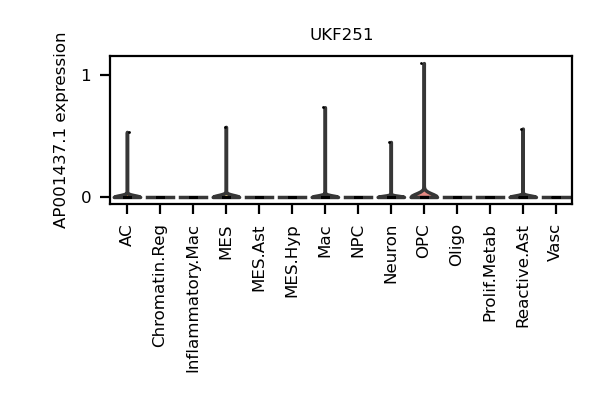 UKF251
AP001437.1 expression
1
0
AC
Chromatin.Reg
Inflammatory.Mac
MES
MES.Ast
MES.Hyp
Mac
NPC
Neuron
OPC
Oligo
Prolif.Metab
Reactive.Ast
Vasc